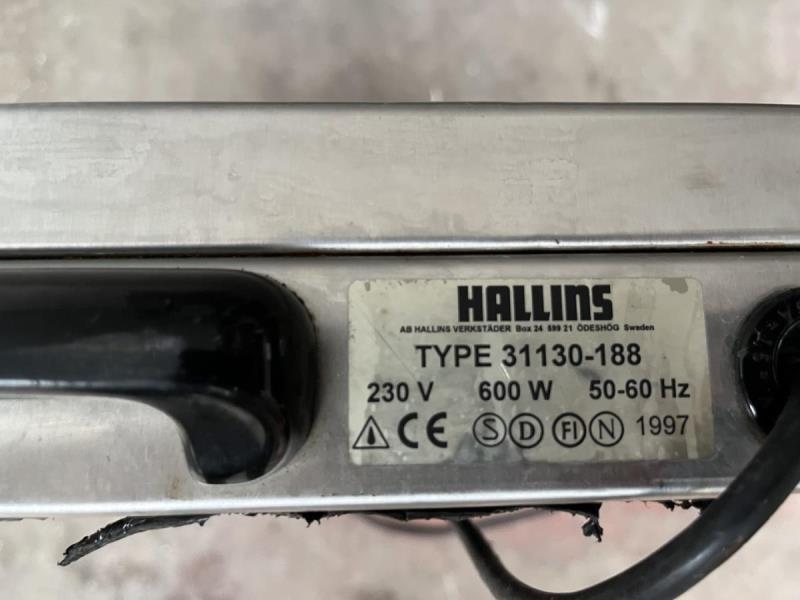 HALLINS
AB HALLINS VERKSTÄDER Box 24 599 21 ÖDESHÖG Sweden
TYPE 31130-188
230 V 600 W 50-60 Hz
CE S D FI N 1997